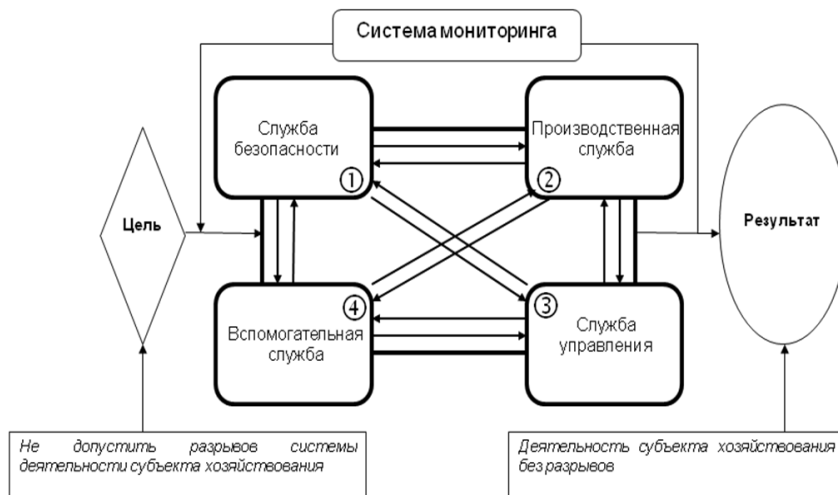 Система мониторинга
Служба
безопасности
①
Производственная
служба
②
Цель
Результат
④
Вспомогательная
служба
③
Служба
управления
Не допустить разрывов системы
деятельности субъекта хозяйствования
Деятельность субъекта хозяйствования
без разрывов